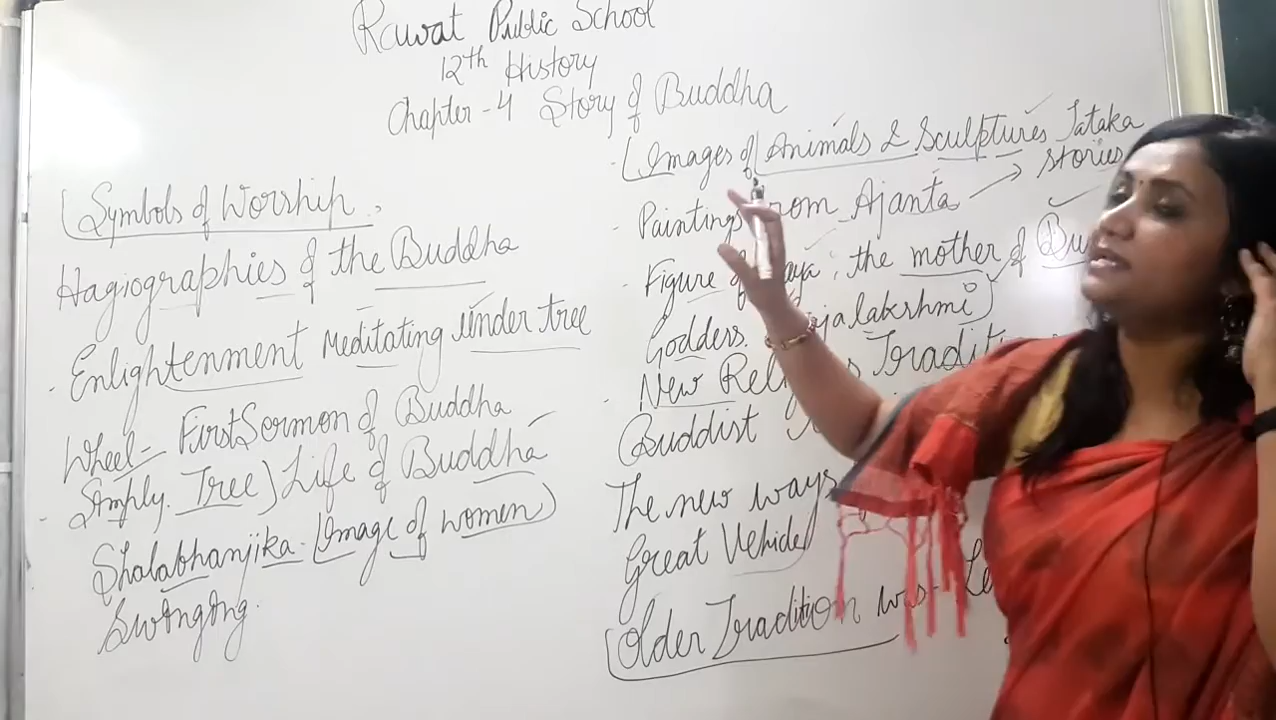 Rawat Public School
12th History
Chapter-4 Story of Buddha
Symbols of Worship,
Hagiographies of the Buddha
. Enlightenment Meditating under tree
Wheel- First Sermon of Buddha
. Simply. Tree) Life of Buddha
Shalabhanjika. (Image of women)
Swinging.
. (Images of Animals & Sculptures Jataka
. Paintings from Ajanta → stories
. Figure of : the mother of
Goddess.
. New
Buddist
The new ways
Great Vehicle
(Older Tradition was